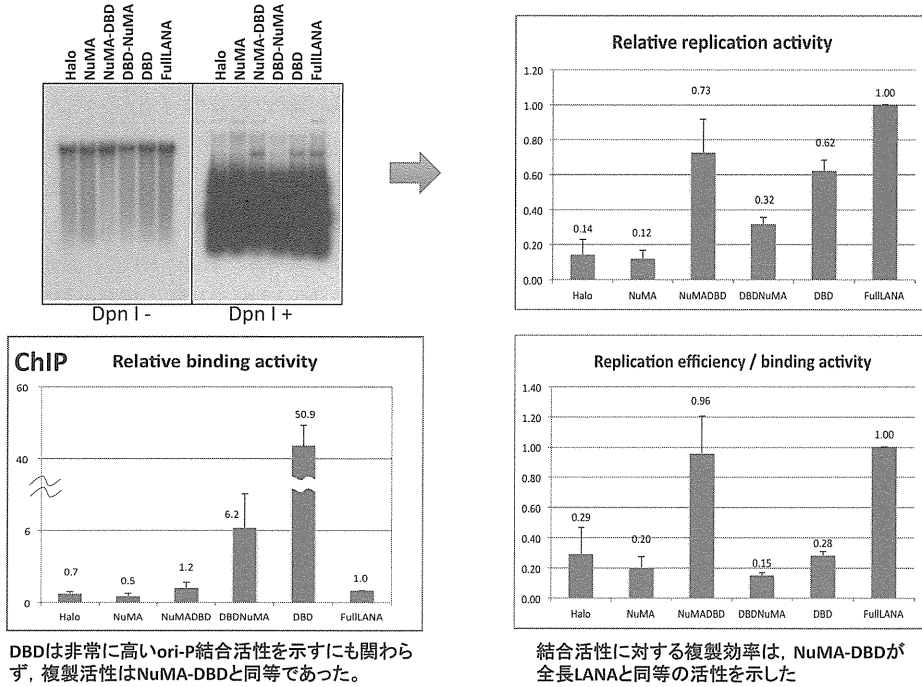 Halo NuMA NuMA-DBD DBD-NuMA DBD FullLANA
Halo NuMA NuMA-DBD DBD-NuMA DBD FullLANA
Dpn I -
Dpn I +
Relative replication activity
1.20
1.00
0.80
0.60
0.40
0.20
0.00
0.14
0.12
0.73
0.32
0.62
1.00
Halo NuMA NuMADBD DBDNuMA DBD FullLANA
ChIP
Relative binding activity
60
40
6
0
0.7
0.5
1.2
6.2
50.9
1.0
Halo NuMA NuMADBD DBDNuMA DBD FullLANA
DBDは非常に高いori-P結合活性を示すにも関わら
ず，複製活性はNuMA-DBDと同等であった。
Replication efficiency / binding activity
1.40
1.20
1.00
0.80
0.60
0.40
0.20
0.00
0.29
0.20
0.96
0.15
0.28
1.00
Halo NuMA NuMADBD DBDNuMA DBD FullLANA
結合活性に対する複製効率は，NuMA-DBDが
全長LANAと同等の活性を示した